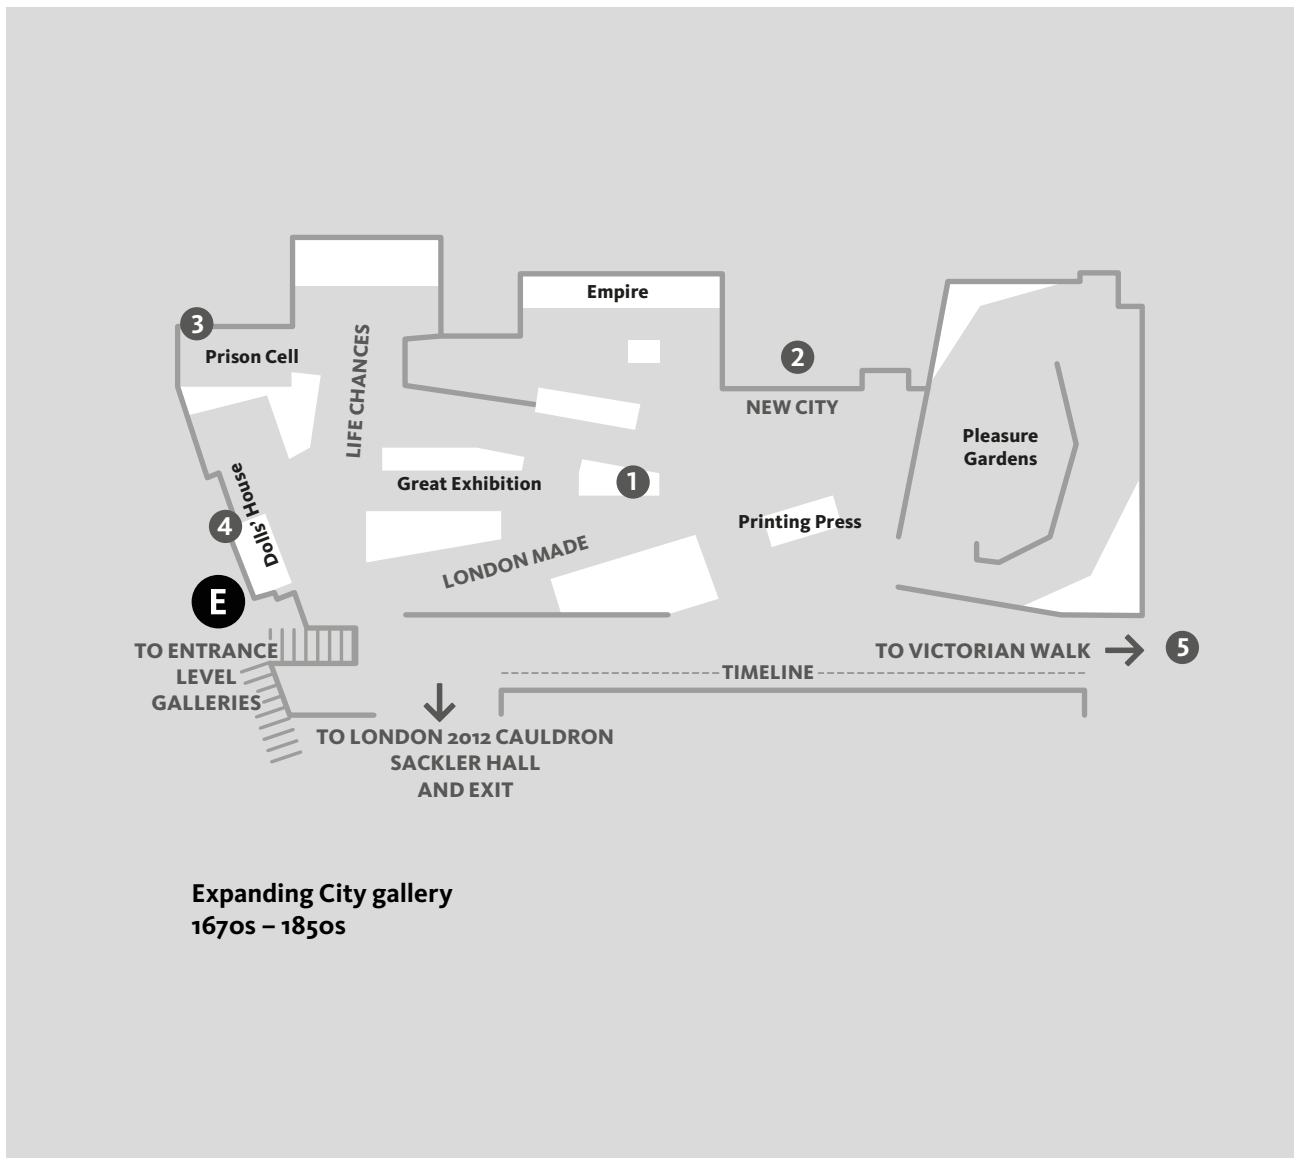 Empire
3
Prison Cell
LIFE CHANCES
2
NEW CITY
Pleasure
Gardens
Great Exhibition
1
Dolls’ House
4
Printing Press
LONDON MADE
E
TO ENTRANCE
LEVEL
GALLERIES
TO VICTORIAN WALK
5
TIMELINE
TO LONDON 2012 CAULDRON
SACKLER HALL
AND EXIT
Expanding City gallery
1670s – 1850s